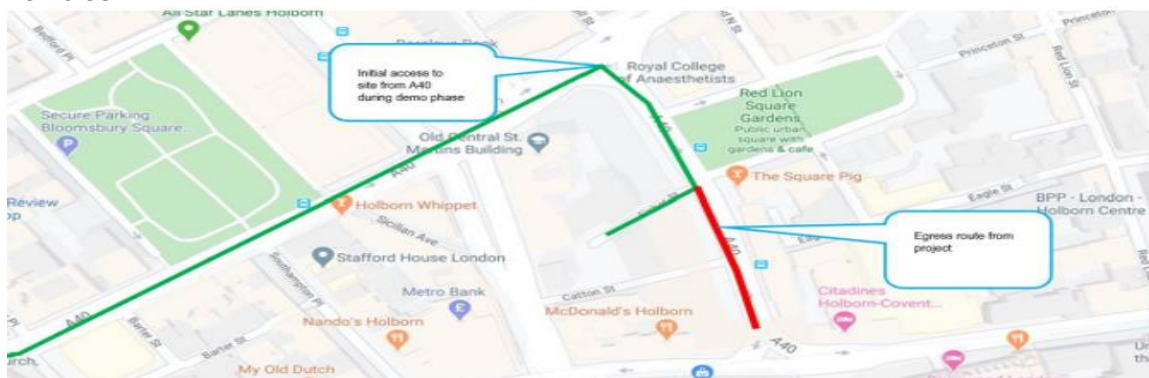 All Star Lanes Holborn
Bedford Pl
Initial access to
site from A40
during demo phase
Royal College
of Anaesthetists
Princeton St
Red Lion St
Red Lion
Square
Gardens
Public urban
square with
gardens & cafe
Secure Parking
Bloomsbury Square...
Old Central St.
Martins Building
A40
A40
The Square Pig
Eagle St
BPP - London -
Holborn Centre
Review
Holborn Whippet
Sicilian Ave
Stafford House London
Southampton Pl
Egress route from
project
A40
Catton St
Metro Bank
McDonald's Holborn
Citadines
Holborn-Covent...
Nando's Holborn
A40
Barter St
Barter St
A40
My Old Dutch